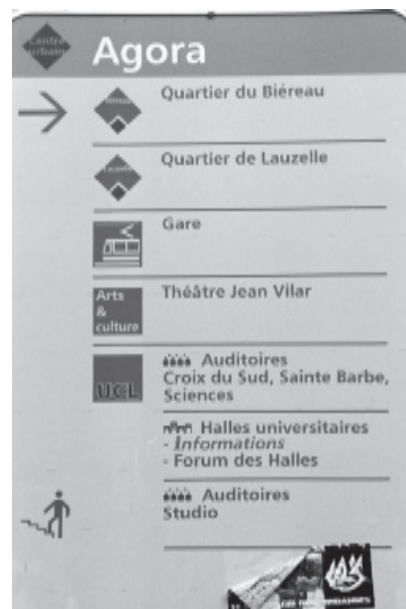 Centre
urbain
Agora
Quartier du Biéreau
Quartier de Lauzelle
Gare
Arts
&
culture
Théâtre Jean Vilar
UCL
Auditoires
Croix du Sud, Sainte Barbe,
Sciences
Halles universitaires
- Informations
- Forum des Halles
Auditoires
Studio